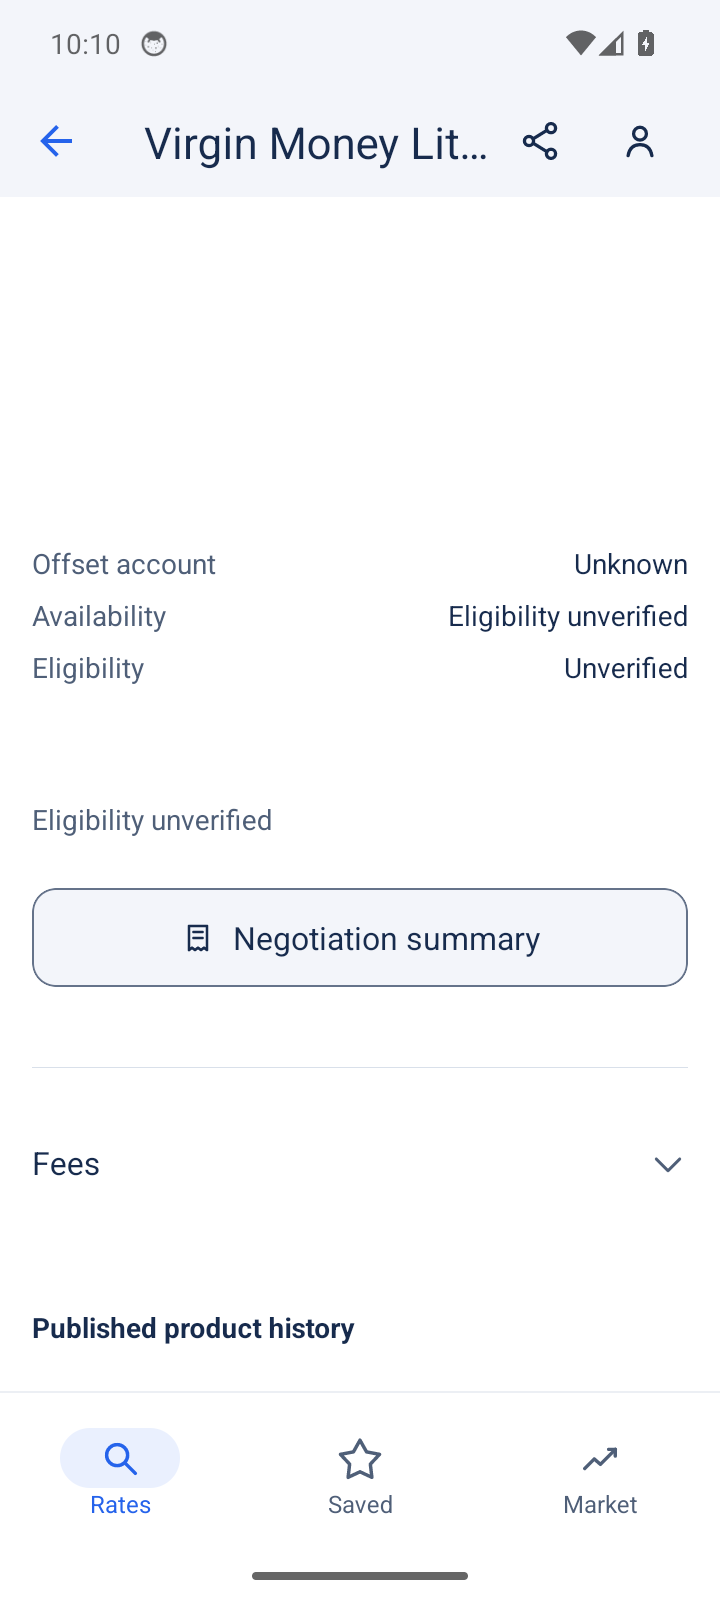 10:10
Virgin Money Lit...
Offset account Unknown
Availability Eligibility unverified
Eligibility Unverified
Eligibility unverified
Negotiation summary
Fees
Published product history
Rates Saved Market